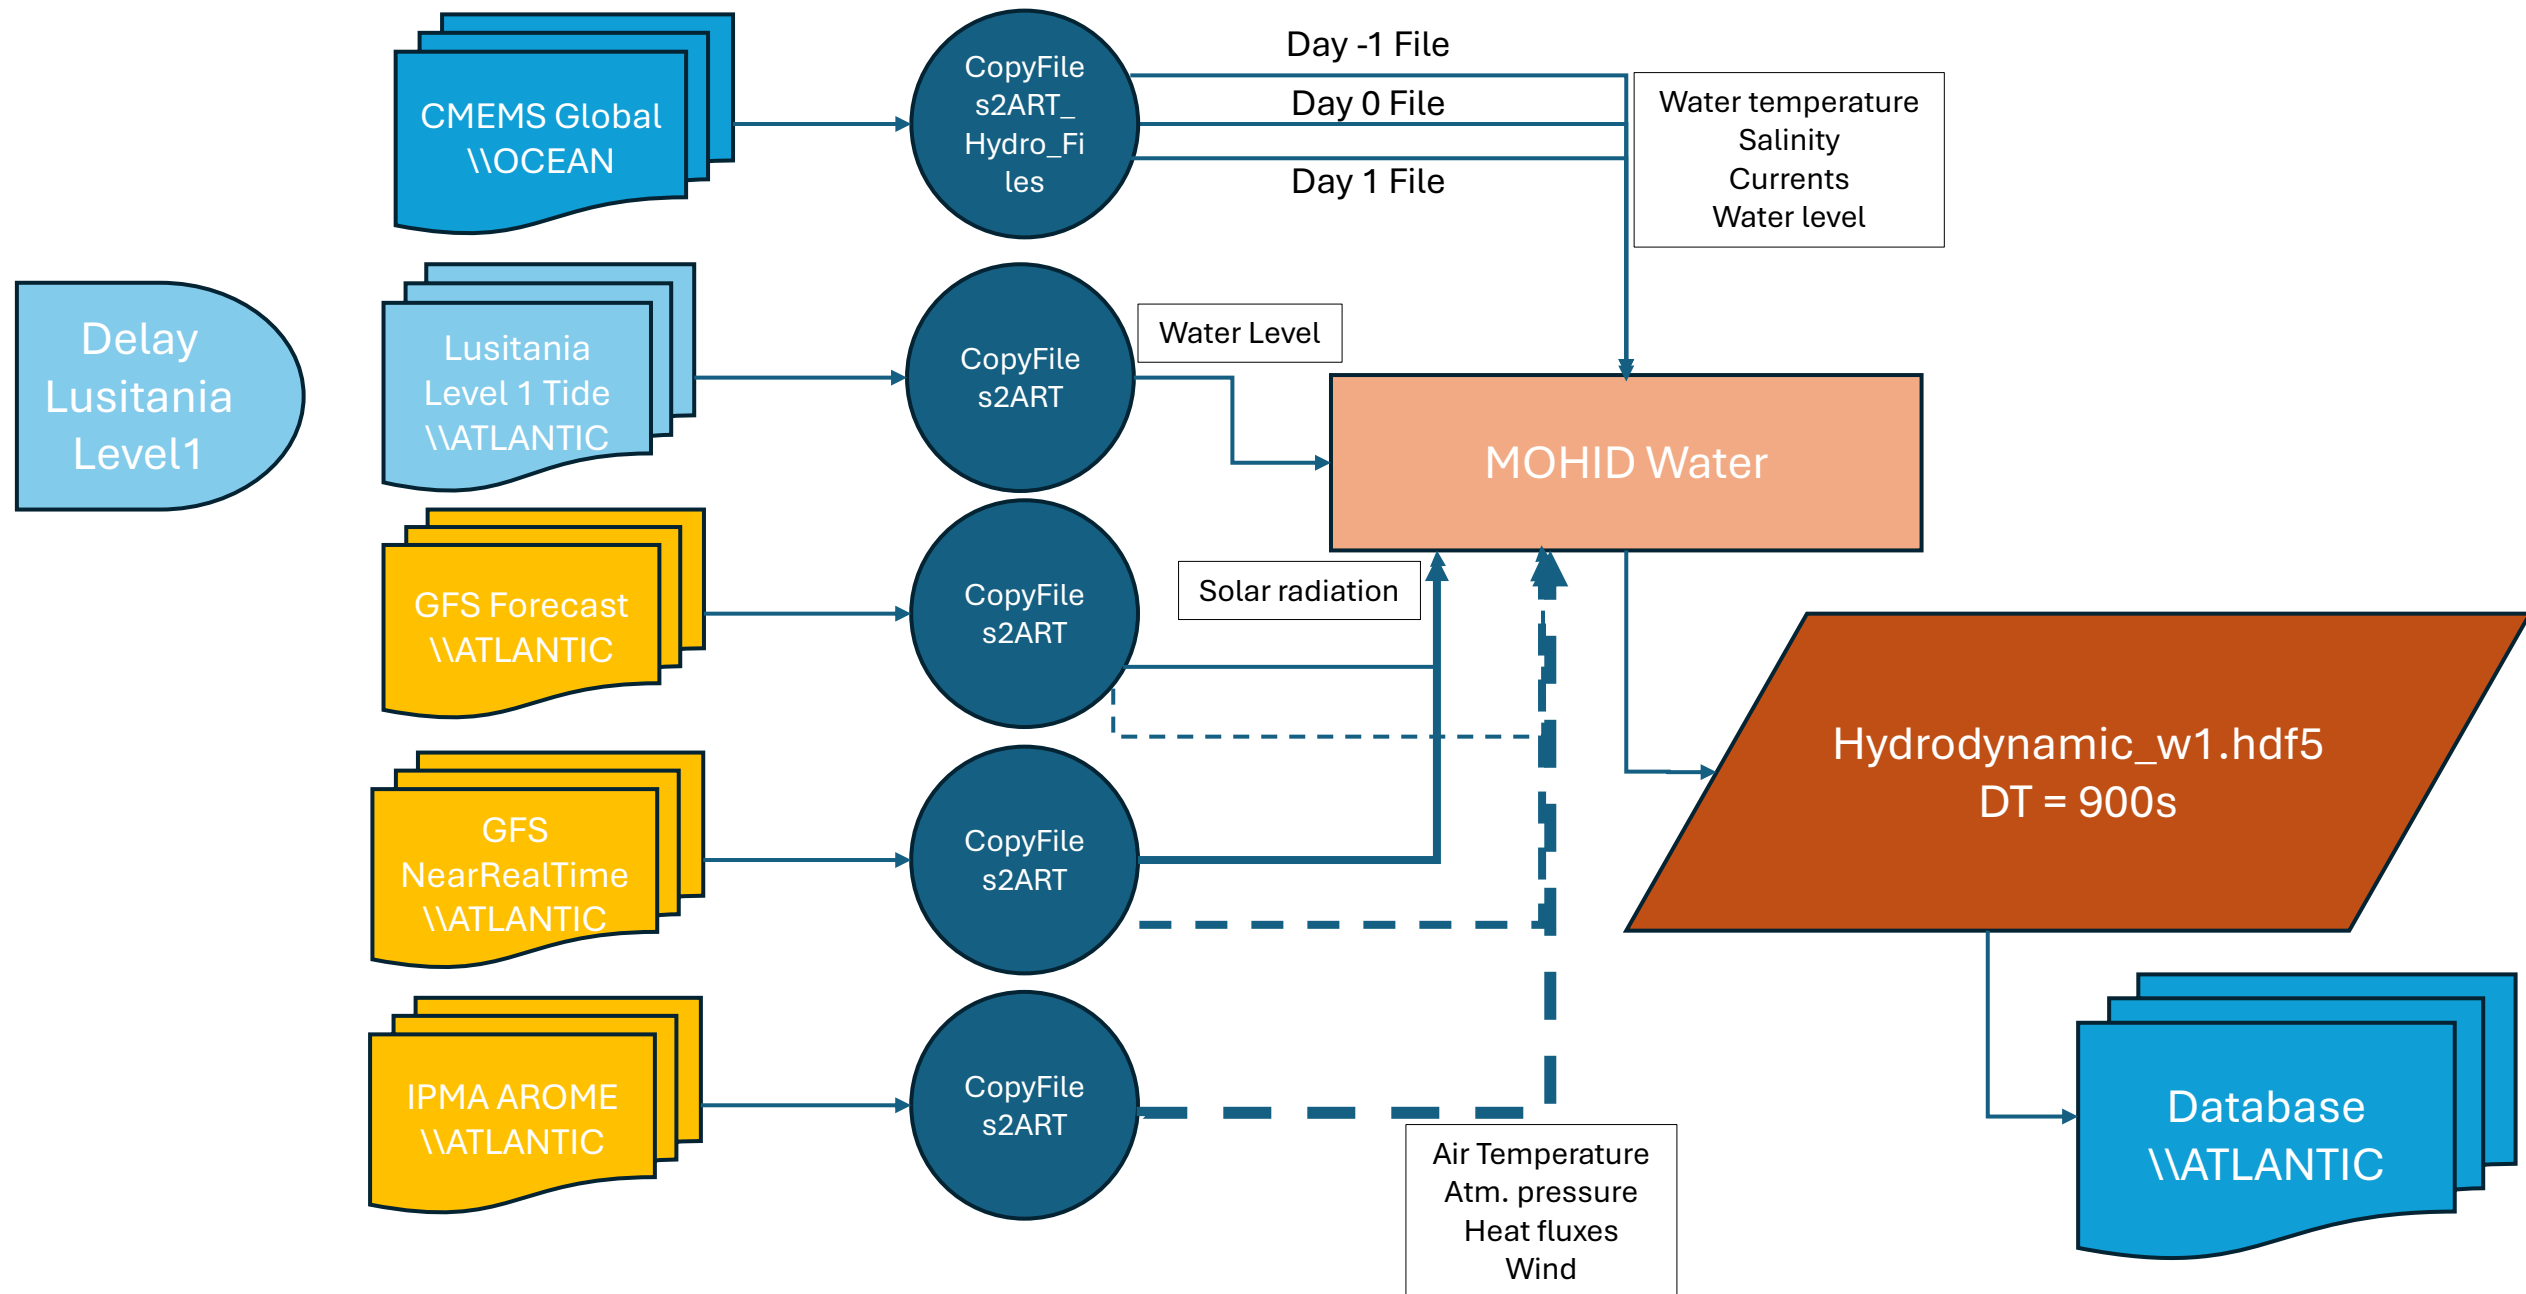 CMEMS Global
\\OCEAN
CopyFile
s2ART_
Hydro_Fi
les
Day -1 File
Day 0 File
Day 1 File
Water temperature
Salinity
Currents
Water level
Delay
Lusitania
Level1
Lusitania
Level 1 Tide
\\ATLANTIC
CopyFile
s2ART
Water Level
MOHID Water
GFS Forecast
\\ATLANTIC
CopyFile
s2ART
Solar radiation
Hydrodynamic_w1.hdf5
DT = 900s
GFS
NearRealTime
\\ATLANTIC
CopyFile
s2ART
IPMA AROME
\\ATLANTIC
CopyFile
s2ART
Air Temperature
Atm. pressure
Heat fluxes
Wind
Database
\\ATLANTIC